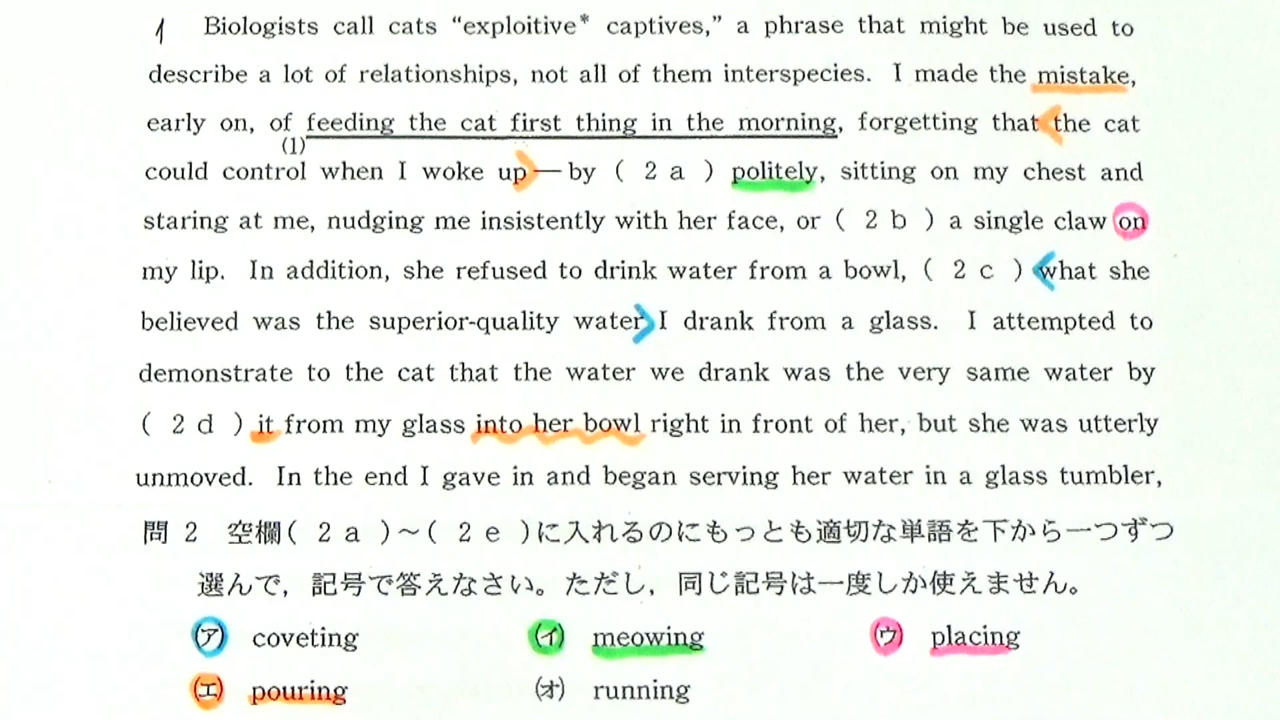 1 Biologists call cats “exploitive* captives,” a phrase that might be used to
describe a lot of relationships, not all of them interspecies. I made the mistake,
early on, of feeding the cat first thing in the morning, forgetting that the cat
(1)
could control when I woke up — by ( 2 a ) politely, sitting on my chest and
staring at me, nudging me insistently with her face, or ( 2 b ) a single claw on
my lip. In addition, she refused to drink water from a bowl, ( 2 c ) what she
believed was the superior-quality water I drank from a glass. I attempted to
demonstrate to the cat that the water we drank was the very same water by
( 2 d ) it from my glass into her bowl right in front of her, but she was utterly
unmoved. In the end I gave in and began serving her water in a glass tumbler,
問 2 空欄( 2 a )~( 2 e )に入れるのにもっとも適切な単語を下から一つずつ
選んで，記号で答えなさい。ただし，同じ記号は一度しか使えません。
(ア) coveting (イ) meowing (ウ) placing
(エ) pouring (オ) running